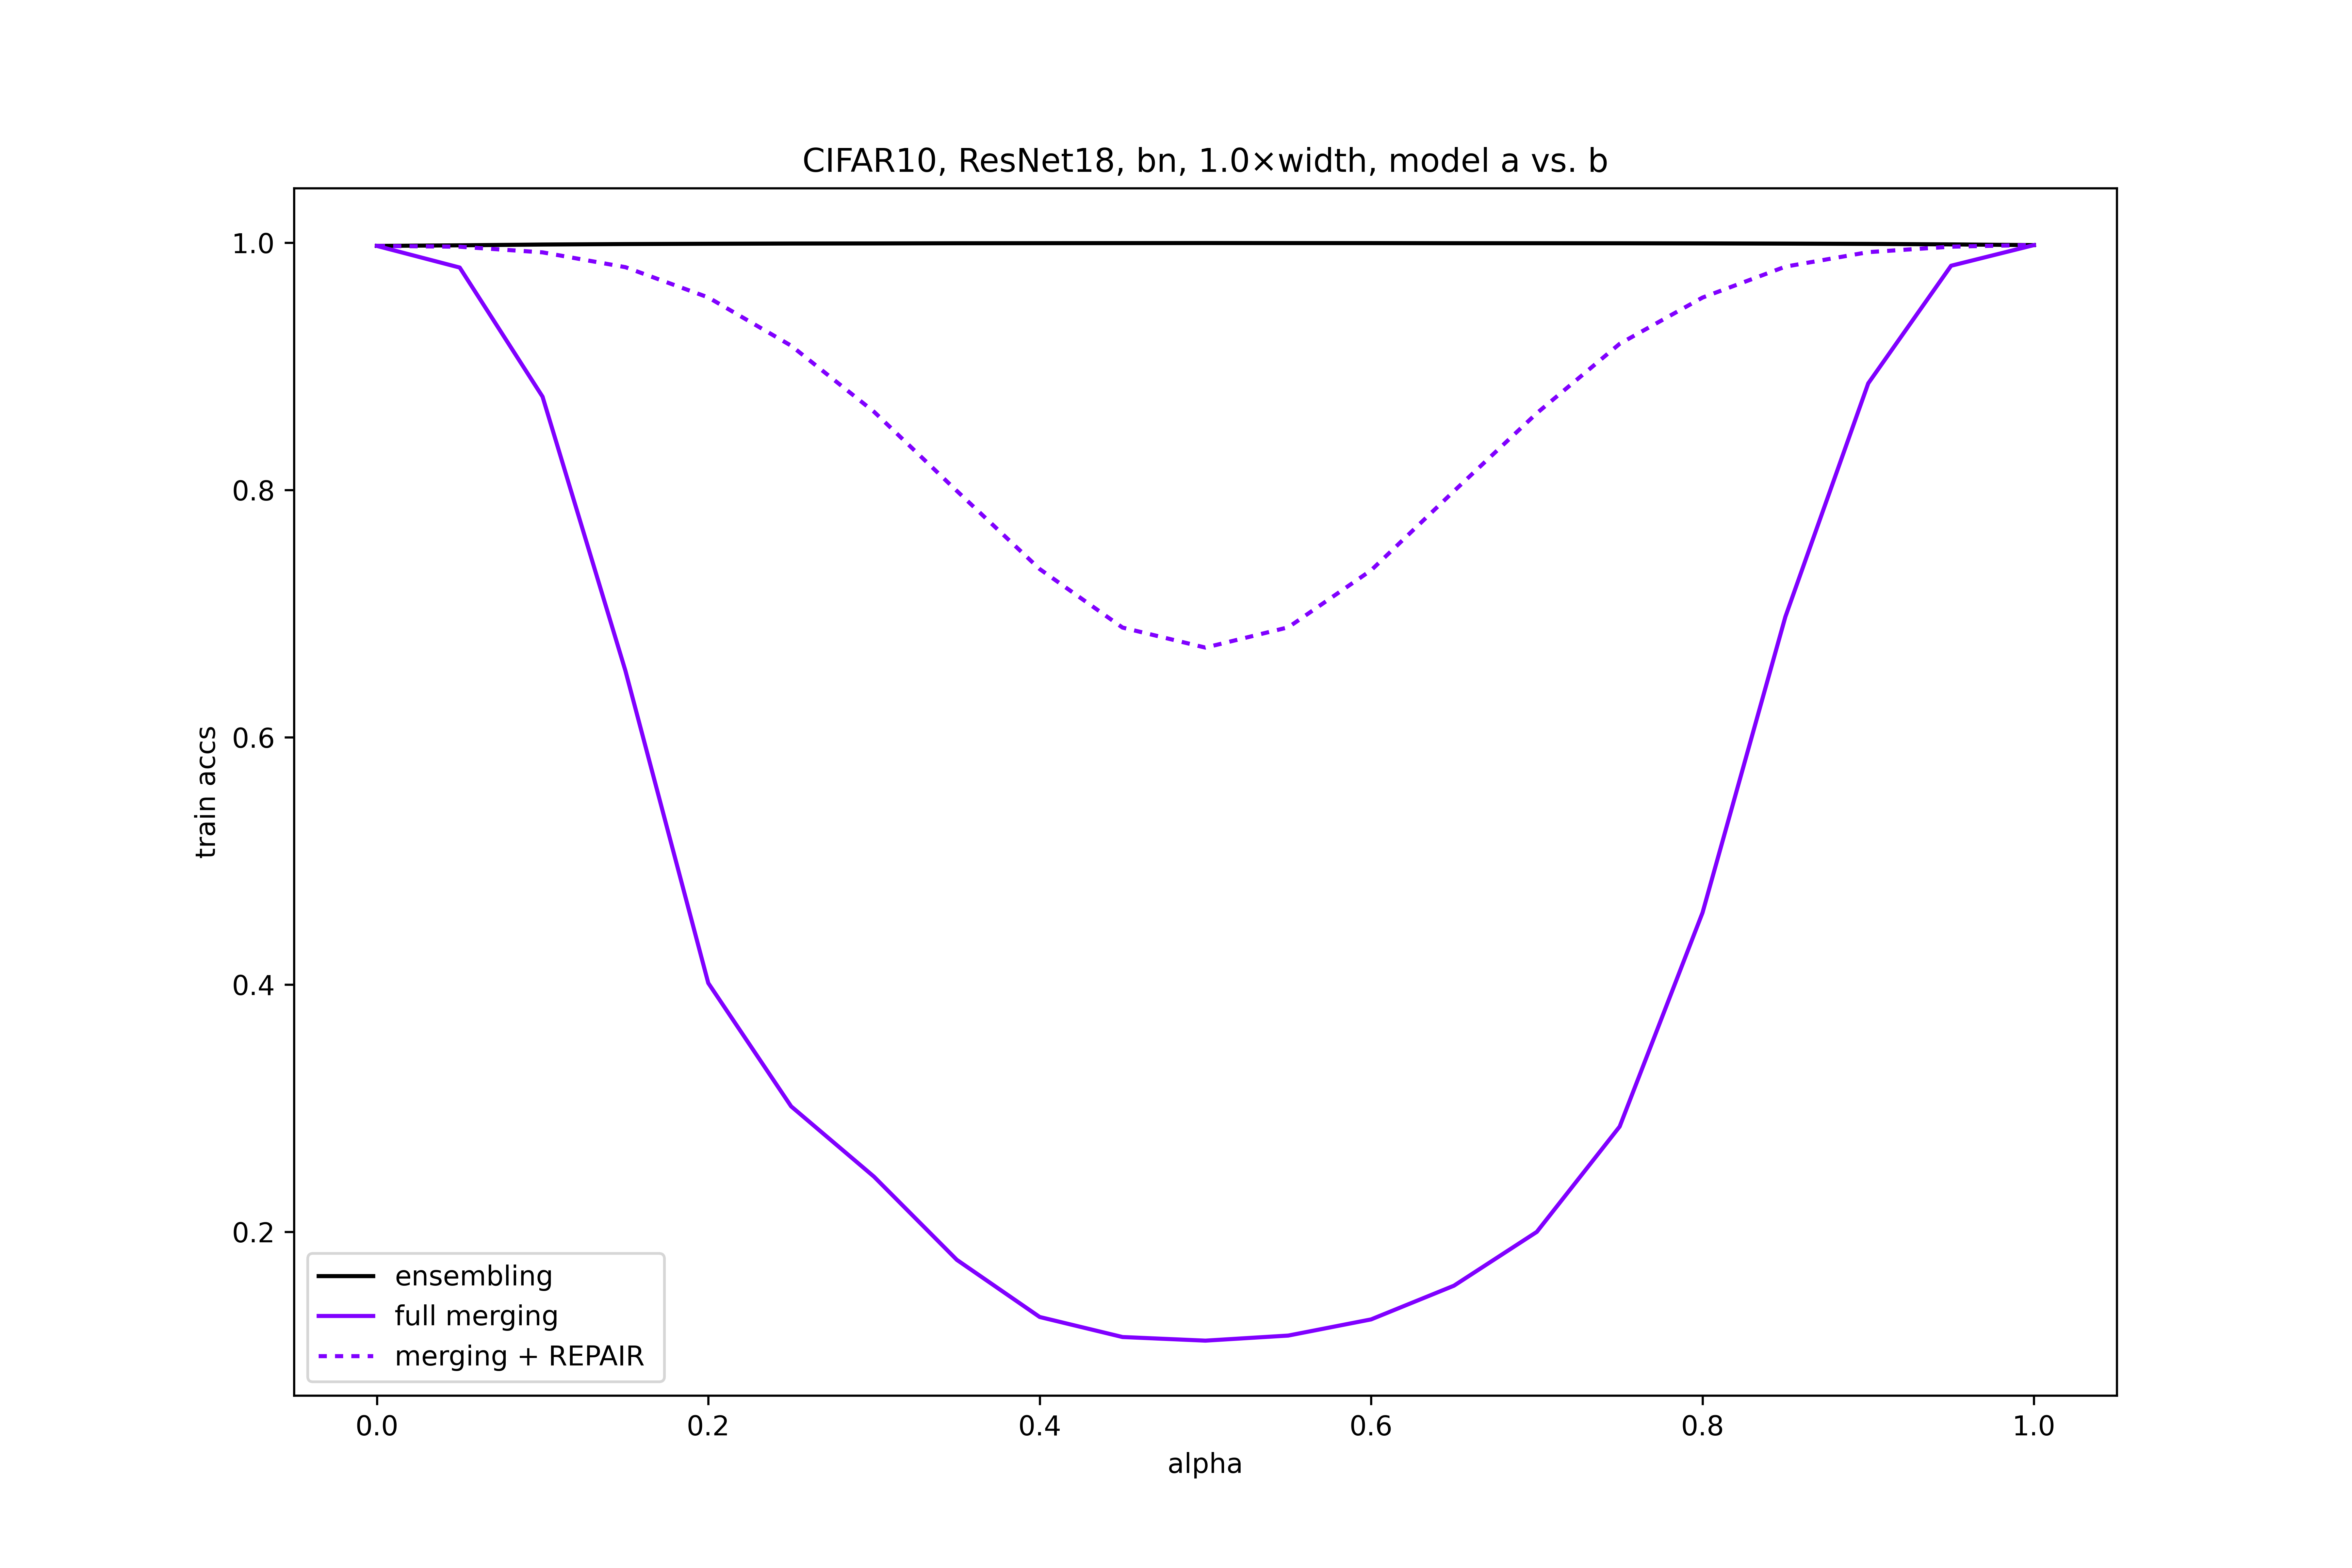 CIFAR10, ResNet18, bn, 1.0×width, model a vs. b
1.0
0.8
0.6
0.4
0.2
train accs
ensembling
full merging
merging + REPAIR
0.0
0.2
0.4
0.6
0.8
1.0
alpha